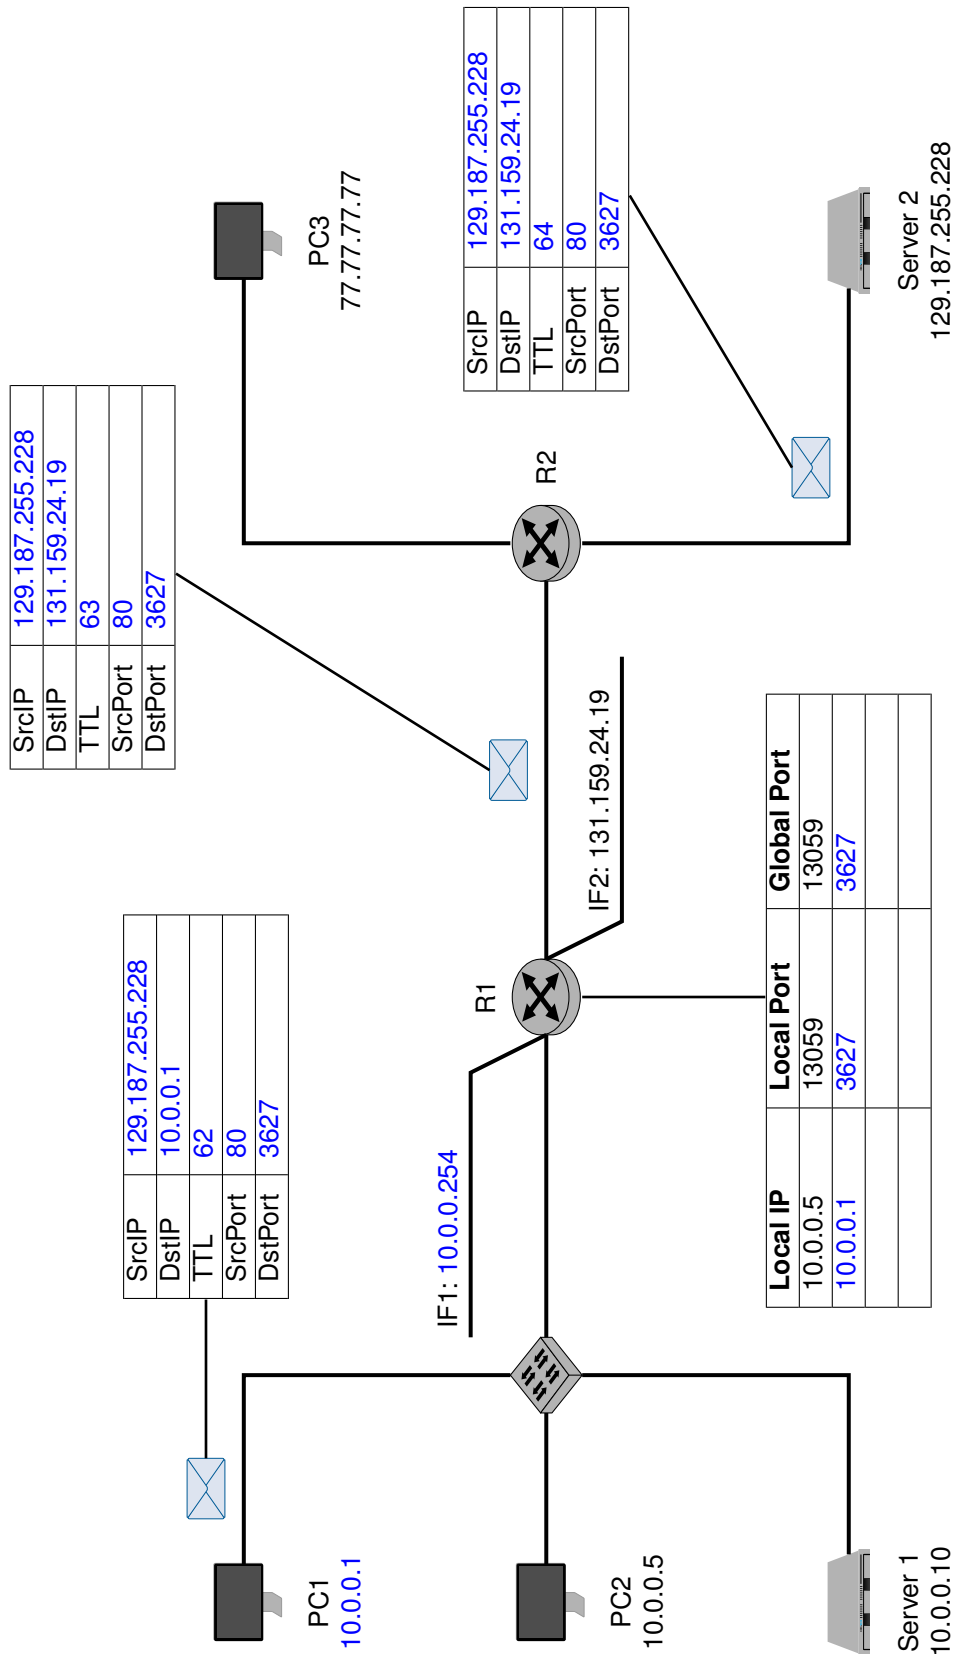 SrcIP 129.187.255.228
DstIP 10.0.0.1
TTL 62
SrcPort 80
DstPort 3627
SrcIP 129.187.255.228
DstIP 131.159.24.19
TTL 63
SrcPort 80
DstPort 3627
PC1
10.0.0.1
PC3
77.77.77.77
IF1: 10.0.0.254
R1
R2
SrcIP 129.187.255.228
DstIP 131.159.24.19
TTL 64
SrcPort 80
DstPort 3627
PC2
10.0.0.5
IF2: 131.159.24.19
Local IP Local Port Global Port
10.0.0.5 13059 13059
10.0.0.1 3627 3627
Server 1
10.0.0.10
Server 2
129.187.255.228